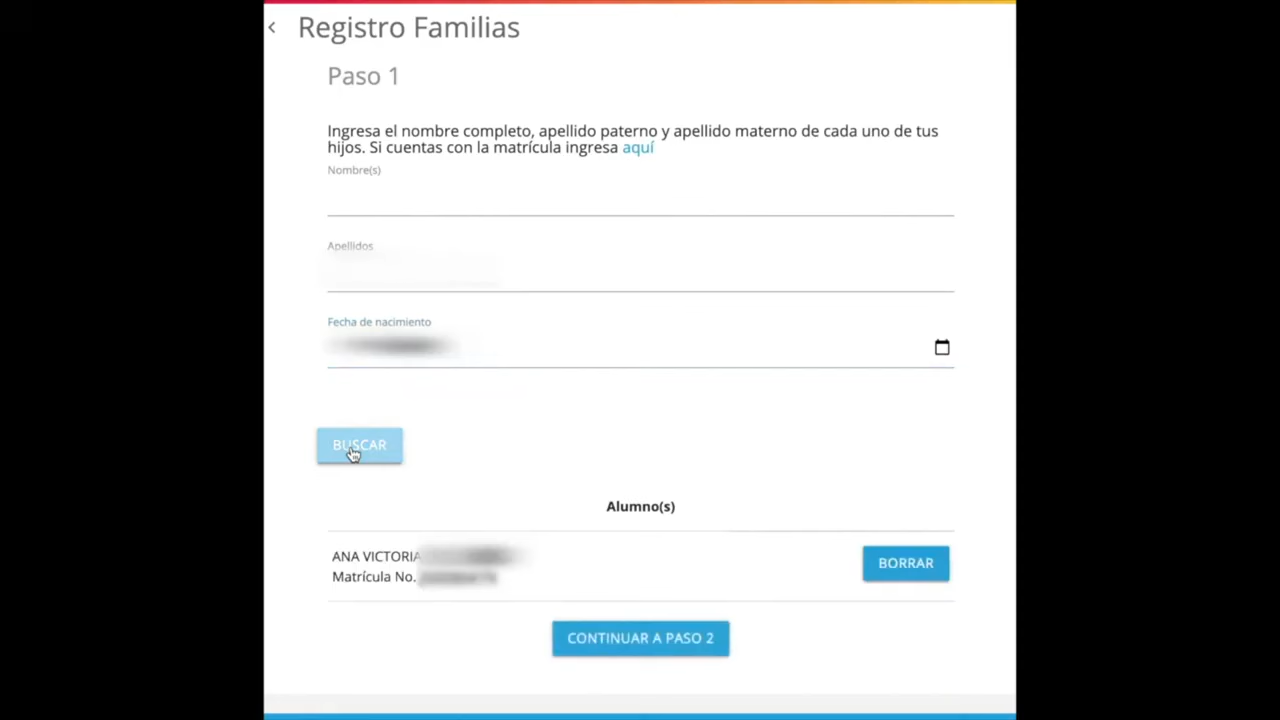 Registro Familias
Paso 1
Ingresa el nombre completo, apellido paterno y apellido materno de cada uno de tus
hijos. Si cuentas con la matrícula ingresa aquí
Nombre(s)
Apellidos
Fecha de nacimiento
BUSCAR
Alumno(s)
ANA VICTORIA
BORRAR
Matrícula No.
CONTINUAR A PASO 2